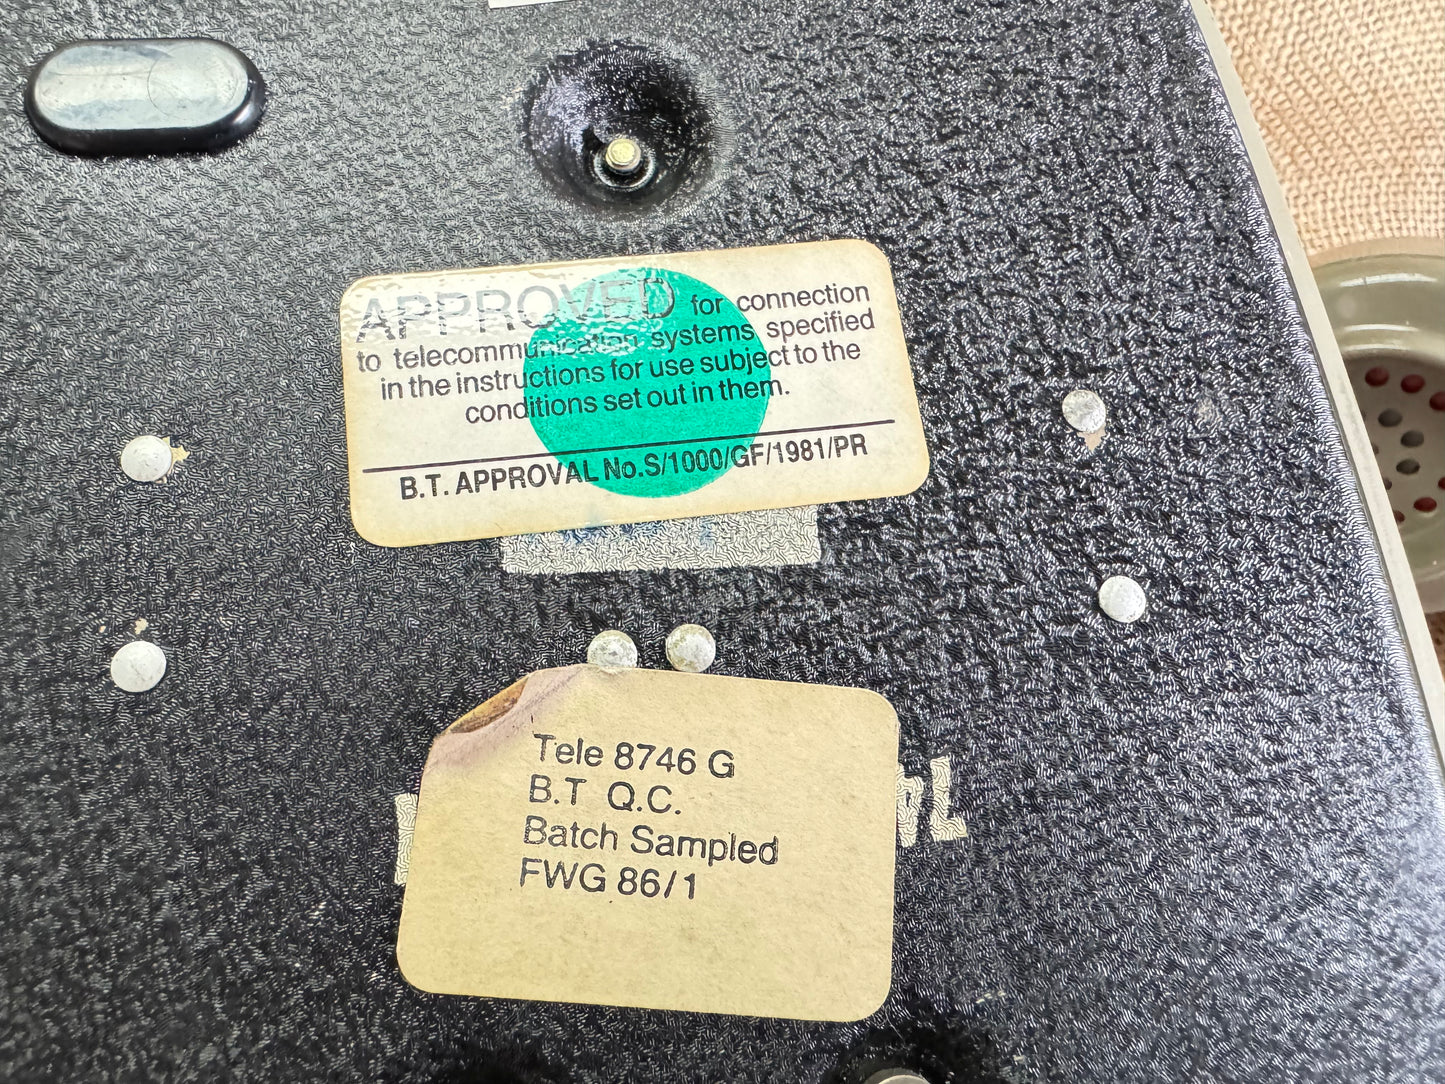 APPROVED for connection
to telecommunication systems specified
in the instructions for use subject to the
conditions set out in them.
B.T. APPROVAL No.S/1000/GF/1981/PR
Tele 8746 G
B.T Q.C.
Batch Sampled
FWG 86/1